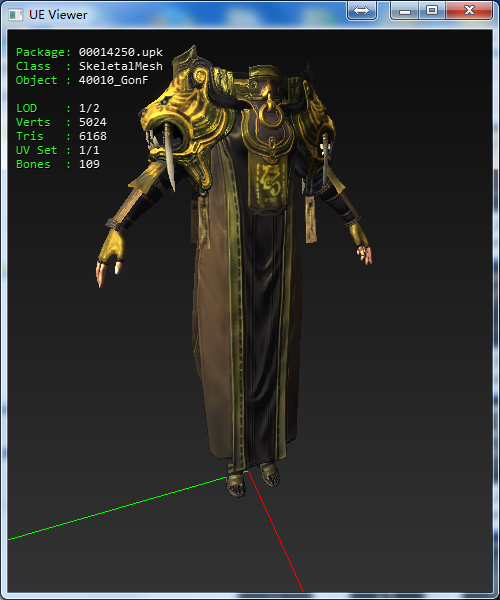 UE Viewer
Package: 00014250.upk
Class : SkeletalMesh
Object : 40010_GonF
LOD : 1/2
Verts : 5024
Tris : 6168
UV Set : 1/1
Bones : 109